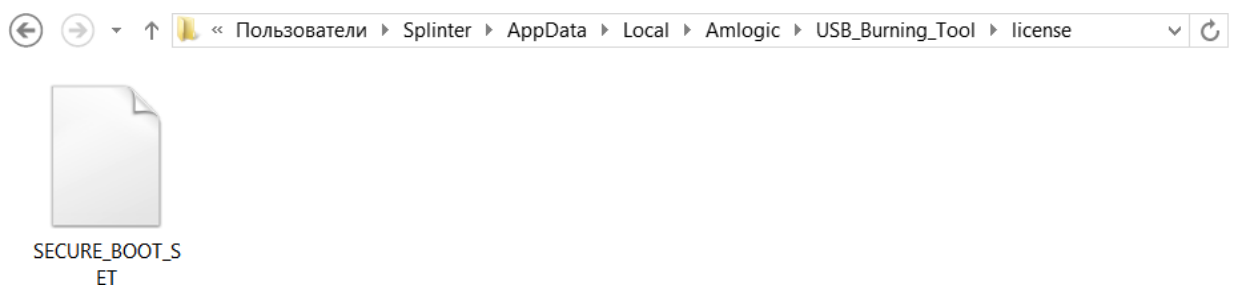 « Пользователи Splinter AppData Local Amlogic USB_Burning_Tool license
SECURE_BOOT_S
ET